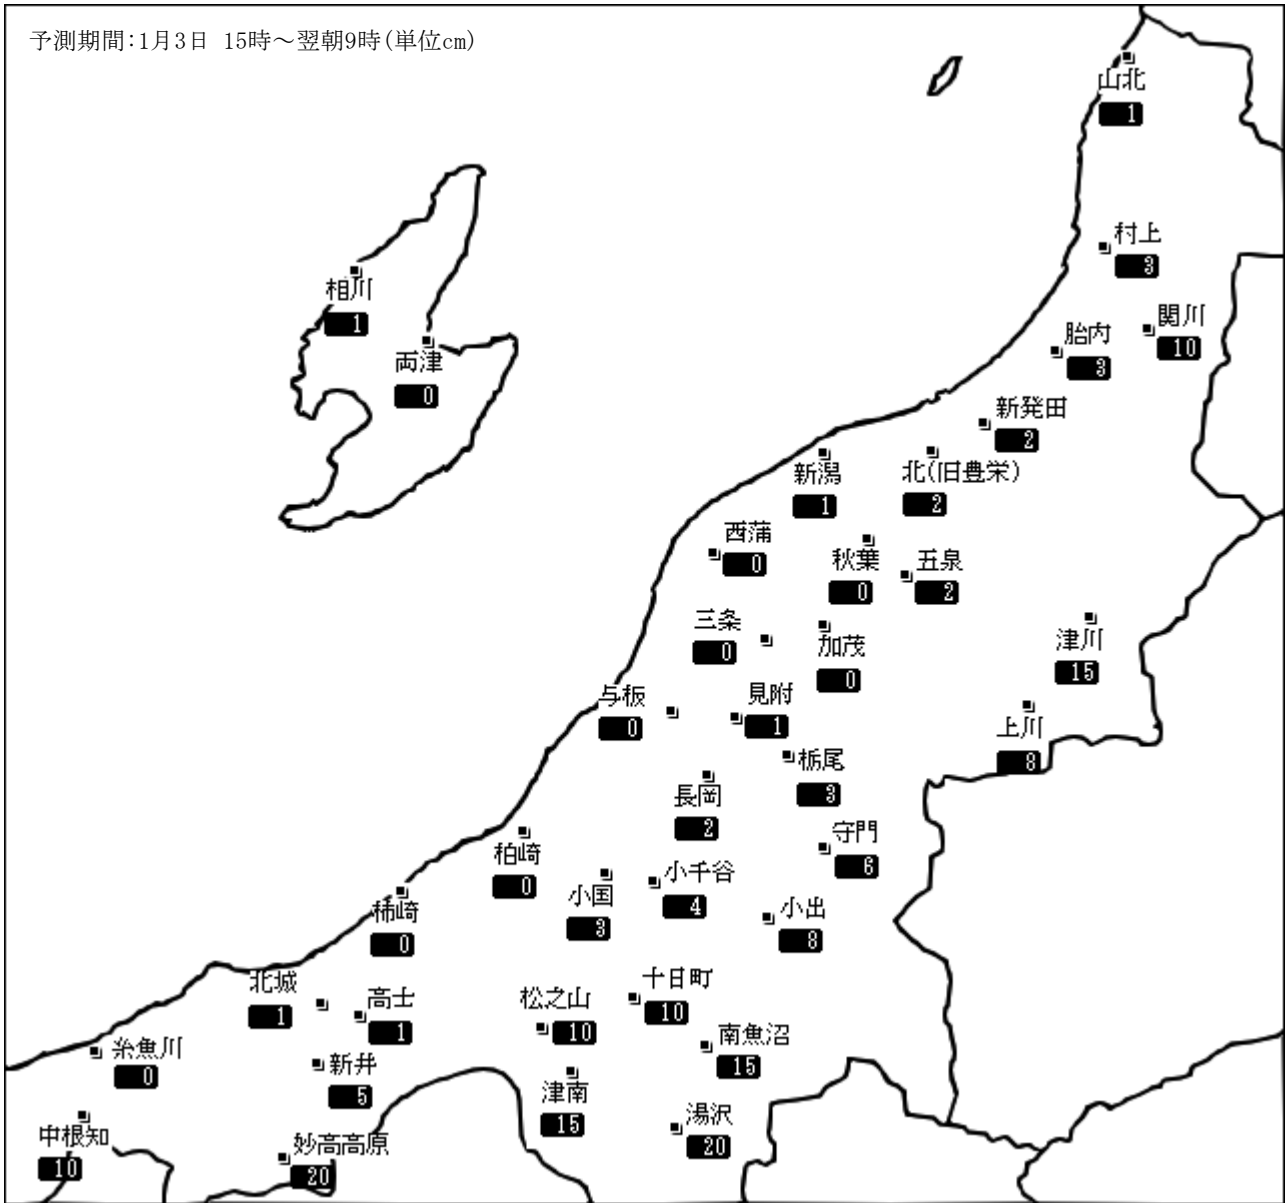 予測期間:1月3日 15時～翌朝9時(単位cm)
山北
1
村上
3
関川
10
胎内
3
相川
1
両津
0
新発田
2
新潟
1
北(旧豊栄)
2
西蒲
0
秋葉
0
五泉
2
三条
0
加茂
0
津川
15
与板
0
見附
1
上川
8
栃尾
3
長岡
2
守門
6
柏崎
0
小国
3
小千谷
4
小出
8
柿崎
0
北城
1
高士
1
松之山
10
十日町
10
南魚沼
15
糸魚川
0
新井
5
津南
15
湯沢
20
中根知
10
妙高高原
20